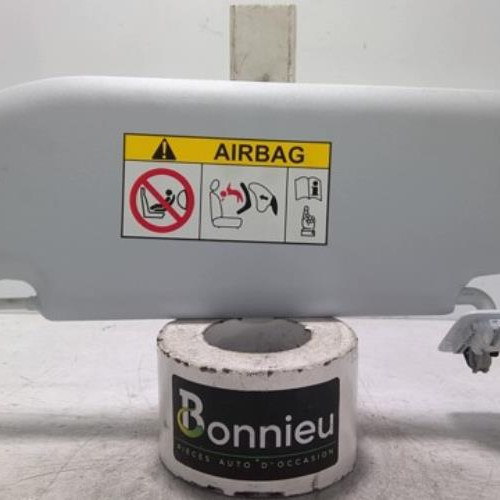 AIRBAG
Bonnieu
PIÈCES AUTO D'OCCASION